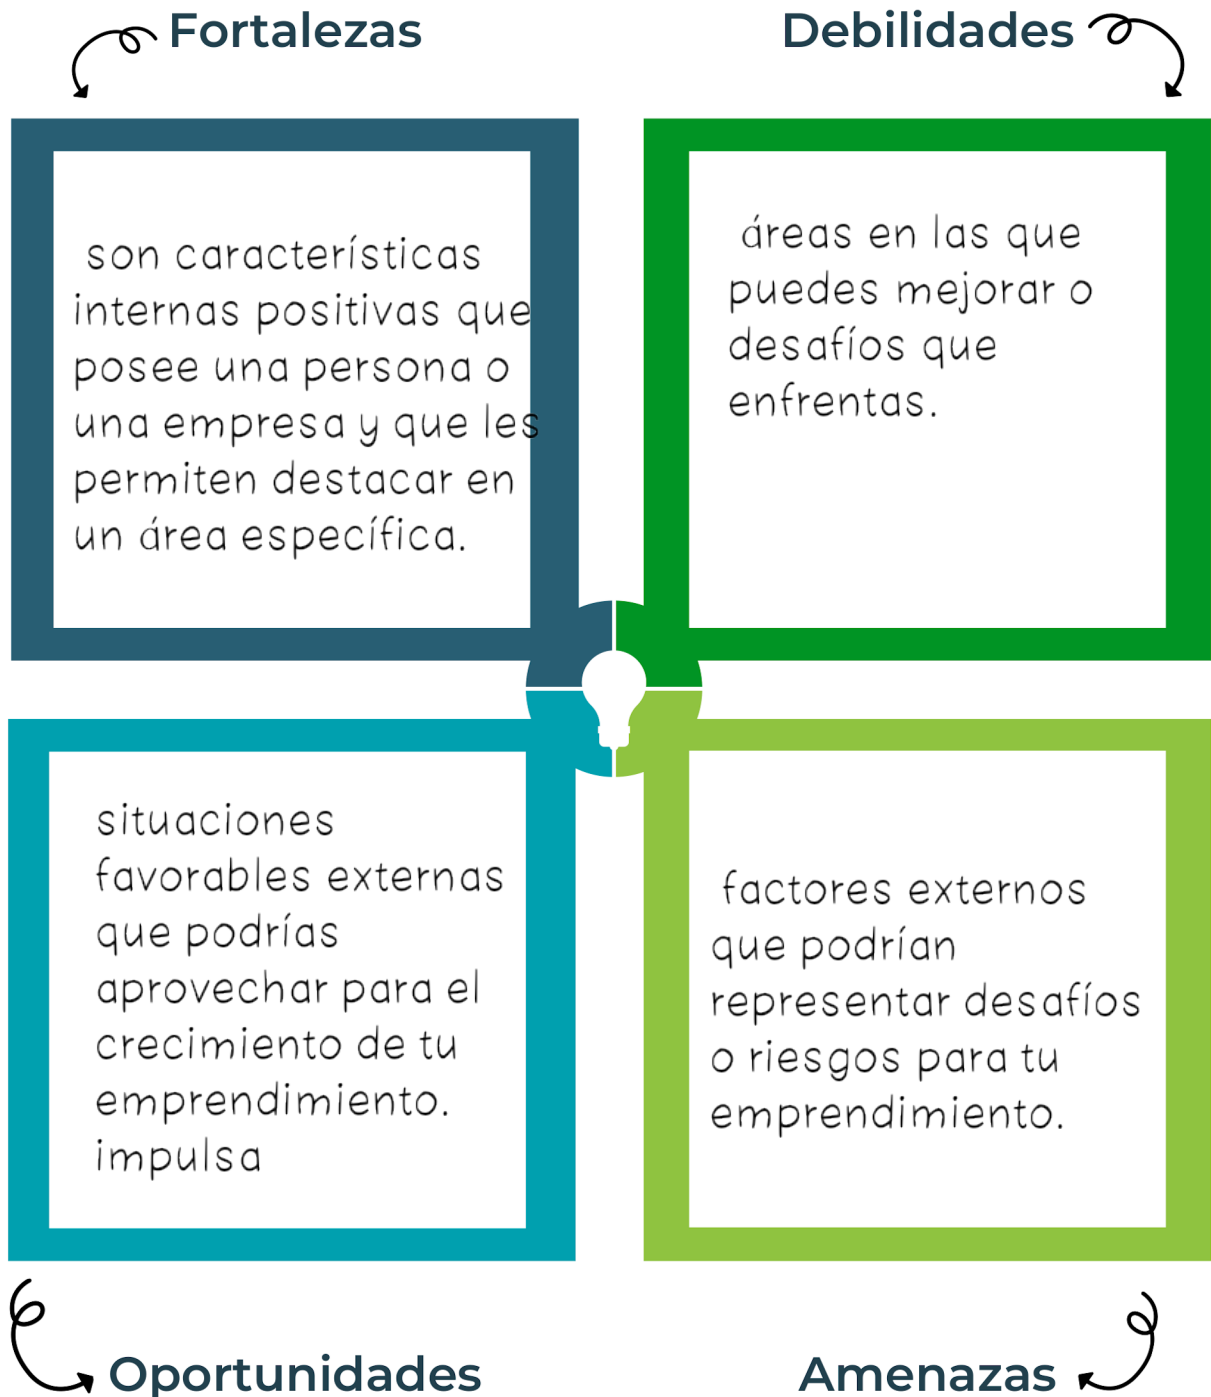 Fortalezas
son características
internas positivas que
posee una persona o
una empresa y que les
permiten destacar en
un área específica.
Debilidades
áreas en las que
puedes mejorar o
desafíos que
enfrentas.
situaciones
favorables externas
que podrías
aprovechar para el
crecimiento de tu
emprendimiento.
impulsa
Oportunidades
factores externos
que podrían
representar desafíos
o riesgos para tu
emprendimiento.
Amenazas